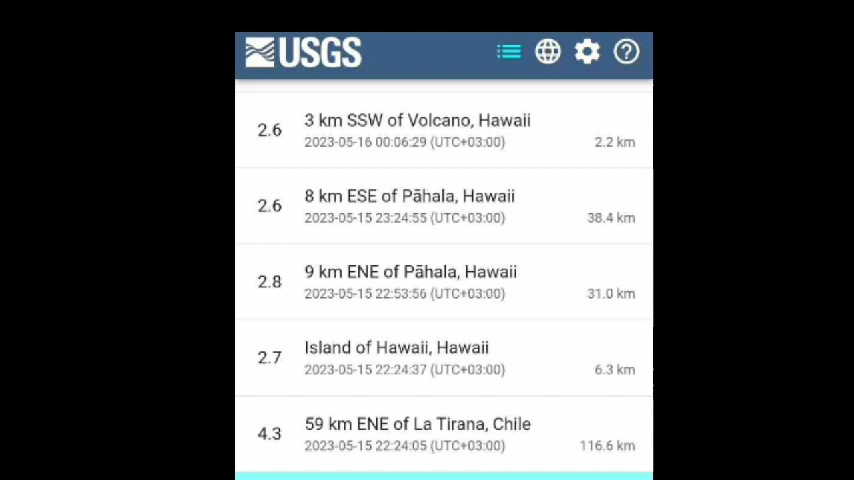 USGS
2.6
3 km SSW of Volcano, Hawaii
2023-05-16 00:06:29 (UTC+03:00)
2.2 km
2.6
8 km ESE of Pāhala, Hawaii
2023-05-15 23:24:55 (UTC+03:00)
38.4 km
2.8
9 km ENE of Pāhala, Hawaii
2023-05-15 22:53:56 (UTC+03:00)
31.0 km
2.7
Island of Hawaii, Hawaii
2023-05-15 22:24:37 (UTC+03:00)
6.3 km
4.3
59 km ENE of La Tirana, Chile
2023-05-15 22:24:05 (UTC+03:00)
116.6 km